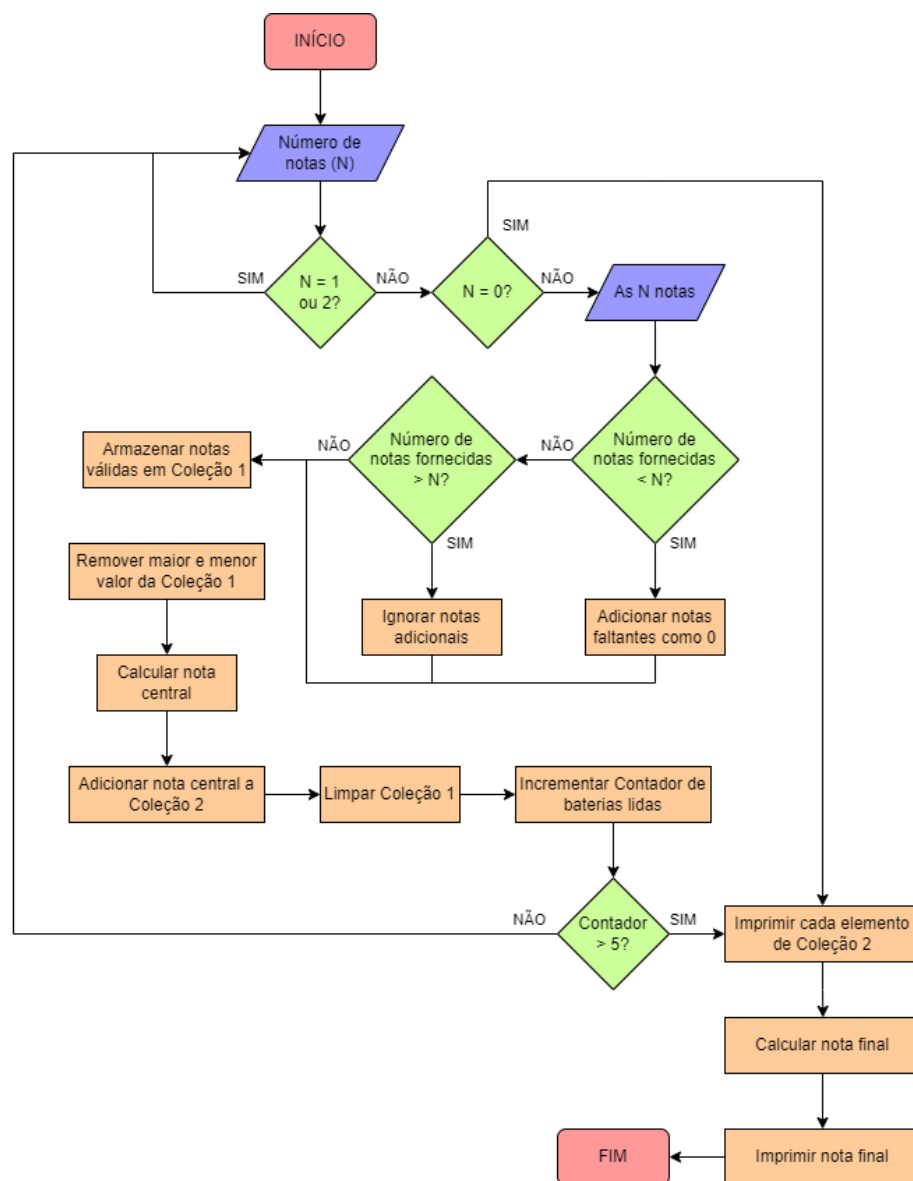 INÍCIO
Número de
notas (N)
SIM
N = 1
ou 2?
NÃO
SIM
N = 0?
NÃO
As N notas
Armazenar notas
válidas em Coleção 1
NÃO
Número de
notas fornecidas
> N?
NÃO
Número de
notas fornecidas
< N?
SIM
SIM
Remover maior e menor
valor da Coleção 1
Ignorar notas
adicionais
Adicionar notas
faltantes como 0
Calcular nota
central
Adicionar nota central a
Coleção 2
Limpar Coleção 1
Incrementar Contador de
baterias lidas
NÃO
Contador
> 5?
SIM
Imprimir cada elemento
de Coleção 2
Calcular nota final
FIM
Imprimir nota final